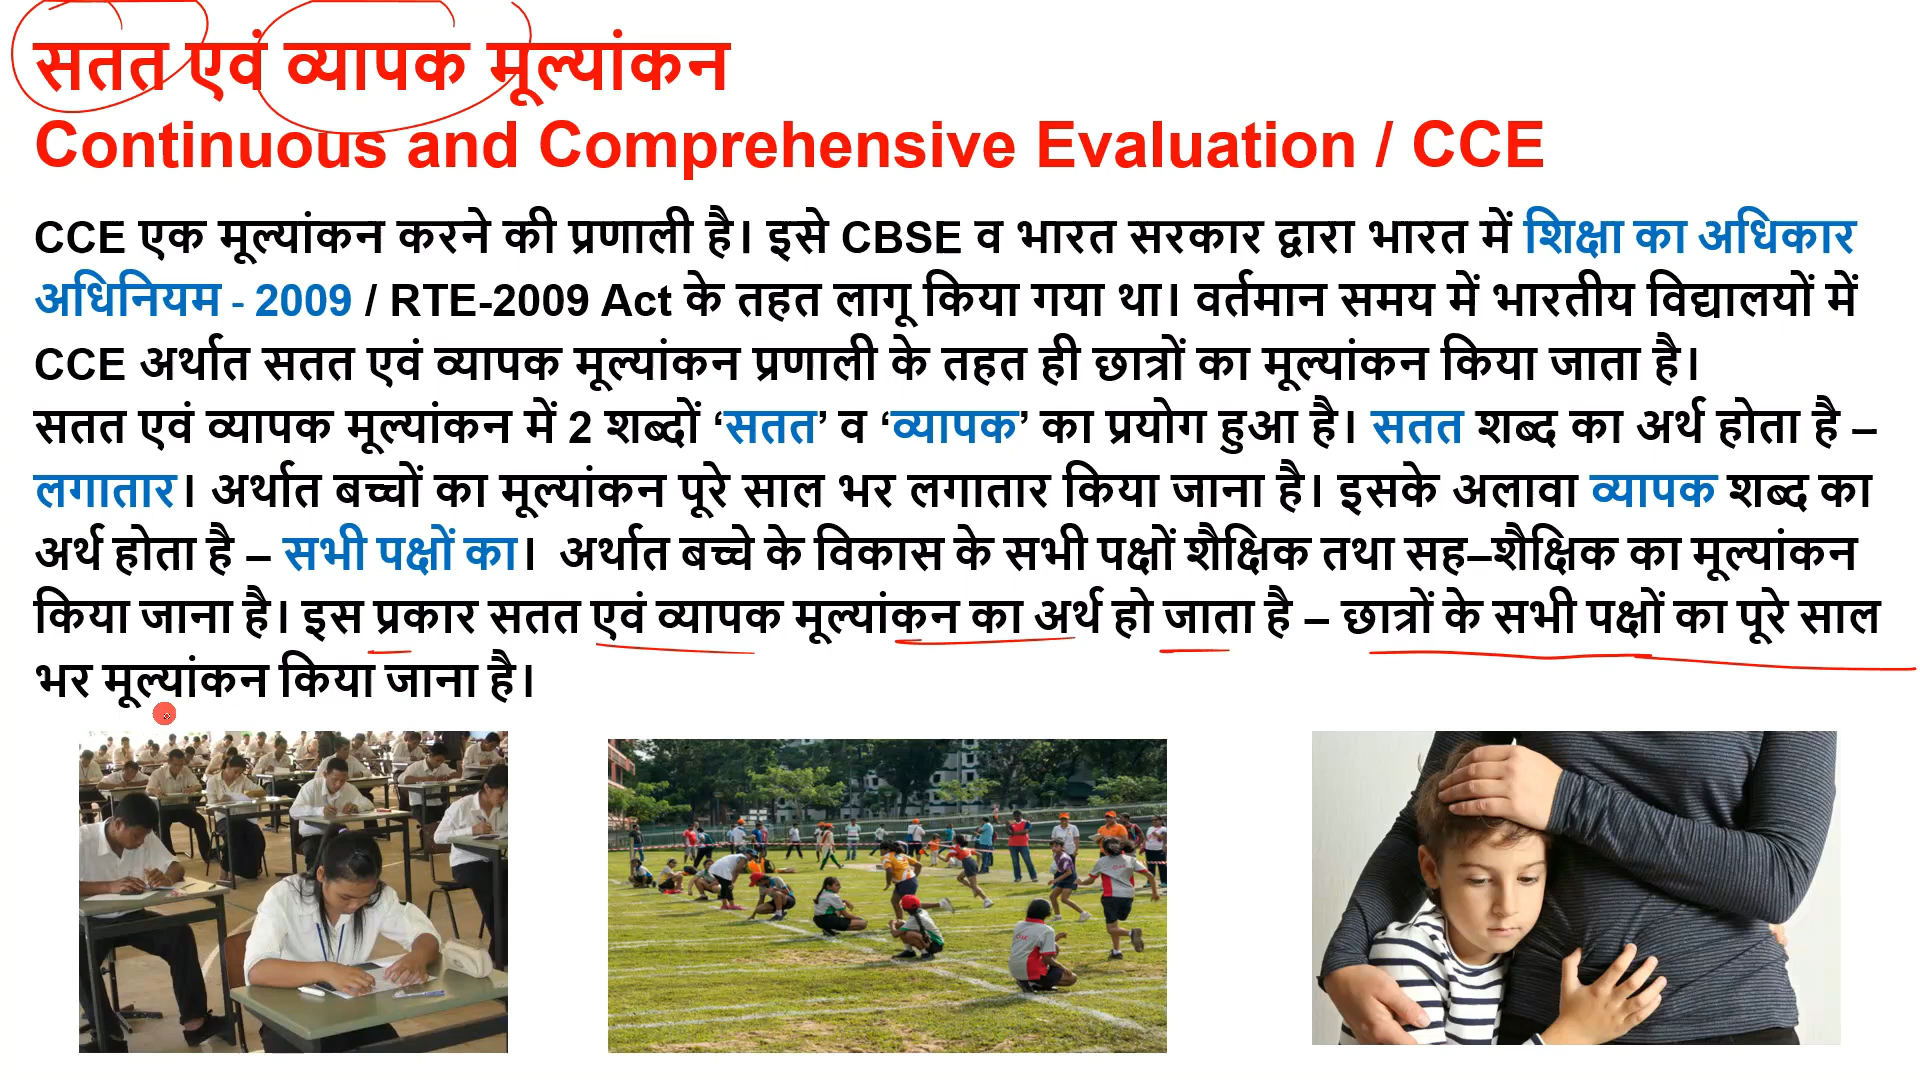 सतत एवं व्यापक मूल्यांकन
Continuous and Comprehensive Evaluation / CCE
CCE एक मूल्यांकन करने की प्रणाली है। इसे CBSE व भारत सरकार द्वारा भारत में शिक्षा का अधिकार
अधिनियम - 2009 / RTE-2009 Act के तहत लागू किया गया था। वर्तमान समय में भारतीय विद्यालयों में
CCE अर्थात सतत एवं व्यापक मूल्यांकन प्रणाली के तहत ही छात्रों का मूल्यांकन किया जाता है।
सतत एवं व्यापक मूल्यांकन में 2 शब्दों ‘सतत’ व ‘व्यापक’ का प्रयोग हुआ है। सतत शब्द का अर्थ होता है –
लगातार। अर्थात बच्चों का मूल्यांकन पूरे साल भर लगातार किया जाना है। इसके अलावा व्यापक शब्द का
अर्थ होता है – सभी पक्षों का। अर्थात बच्चे के विकास के सभी पक्षों शैक्षिक तथा सह–शैक्षिक का मूल्यांकन
किया जाना है। इस प्रकार सतत एवं व्यापक मूल्यांकन का अर्थ हो जाता है – छात्रों के सभी पक्षों का पूरे साल
भर मूल्यांकन किया जाना है।